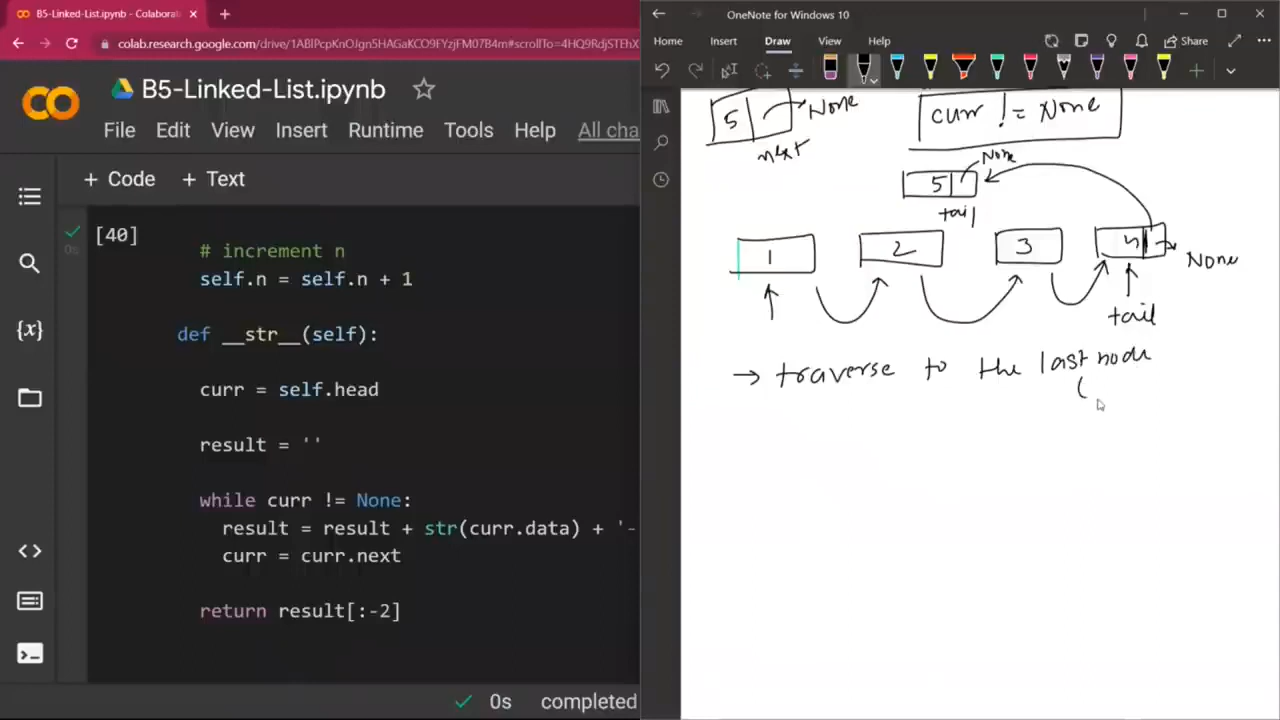 B5-Linked-List.ipynb - Colaborat
colab.research.google.com/drive/1ABlPcpKnOJgn5HAGaKCO9FYzjFM07B4m#scrollTo=4HQ9RdjSTEhX
B5-Linked-List.ipynb
File Edit View Insert Runtime Tools Help All cha
+ Code + Text
[40]
0s
# increment n
self.n = self.n + 1
def __str__(self):
curr = self.head
result = ''
while curr != None:
result = result + str(curr.data) + '-
curr = curr.next
return result[:-2]
0s completed
OneNote for Windows 10
Home Insert Draw View Help Share
5 None
next
curr != None
None
5
tail
1 2 3 4 None
tail
→ traverse to the last node
(